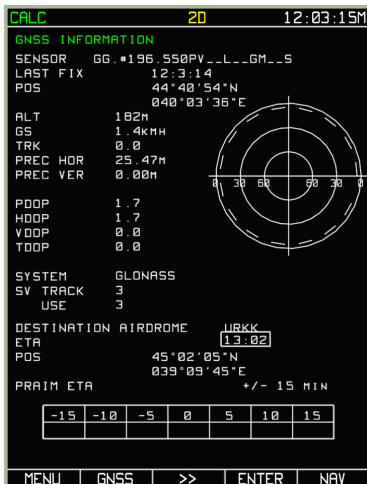 CALC 2D 12:03:15M
GNSS INFORMATION
SENSOR GG.#196.550PV__L__GM__S
LAST FIX 12:3:14
POS 44°40'54"N
040°03'36"E
ALT 182M
GS 1.4KMH
TRK 0.0
PREC HOR 25.47M
PREC VER 0.00M
0 30 60 60 30 0
PDOP 1.7
HDOP 1.7
VDOP 0.0
TDOP 0.0
SYSTEM GLONASS
SV TRACK 3
USE 3
DESTINATION AIRDROME URKK
ETA 13:02
POS 45°02'05"N
039°09'45"E
PRAIM ETA +/- 15 MIN
-15 -10 -5 0 5 10 15
MENU GNSS >> ENTER NAV